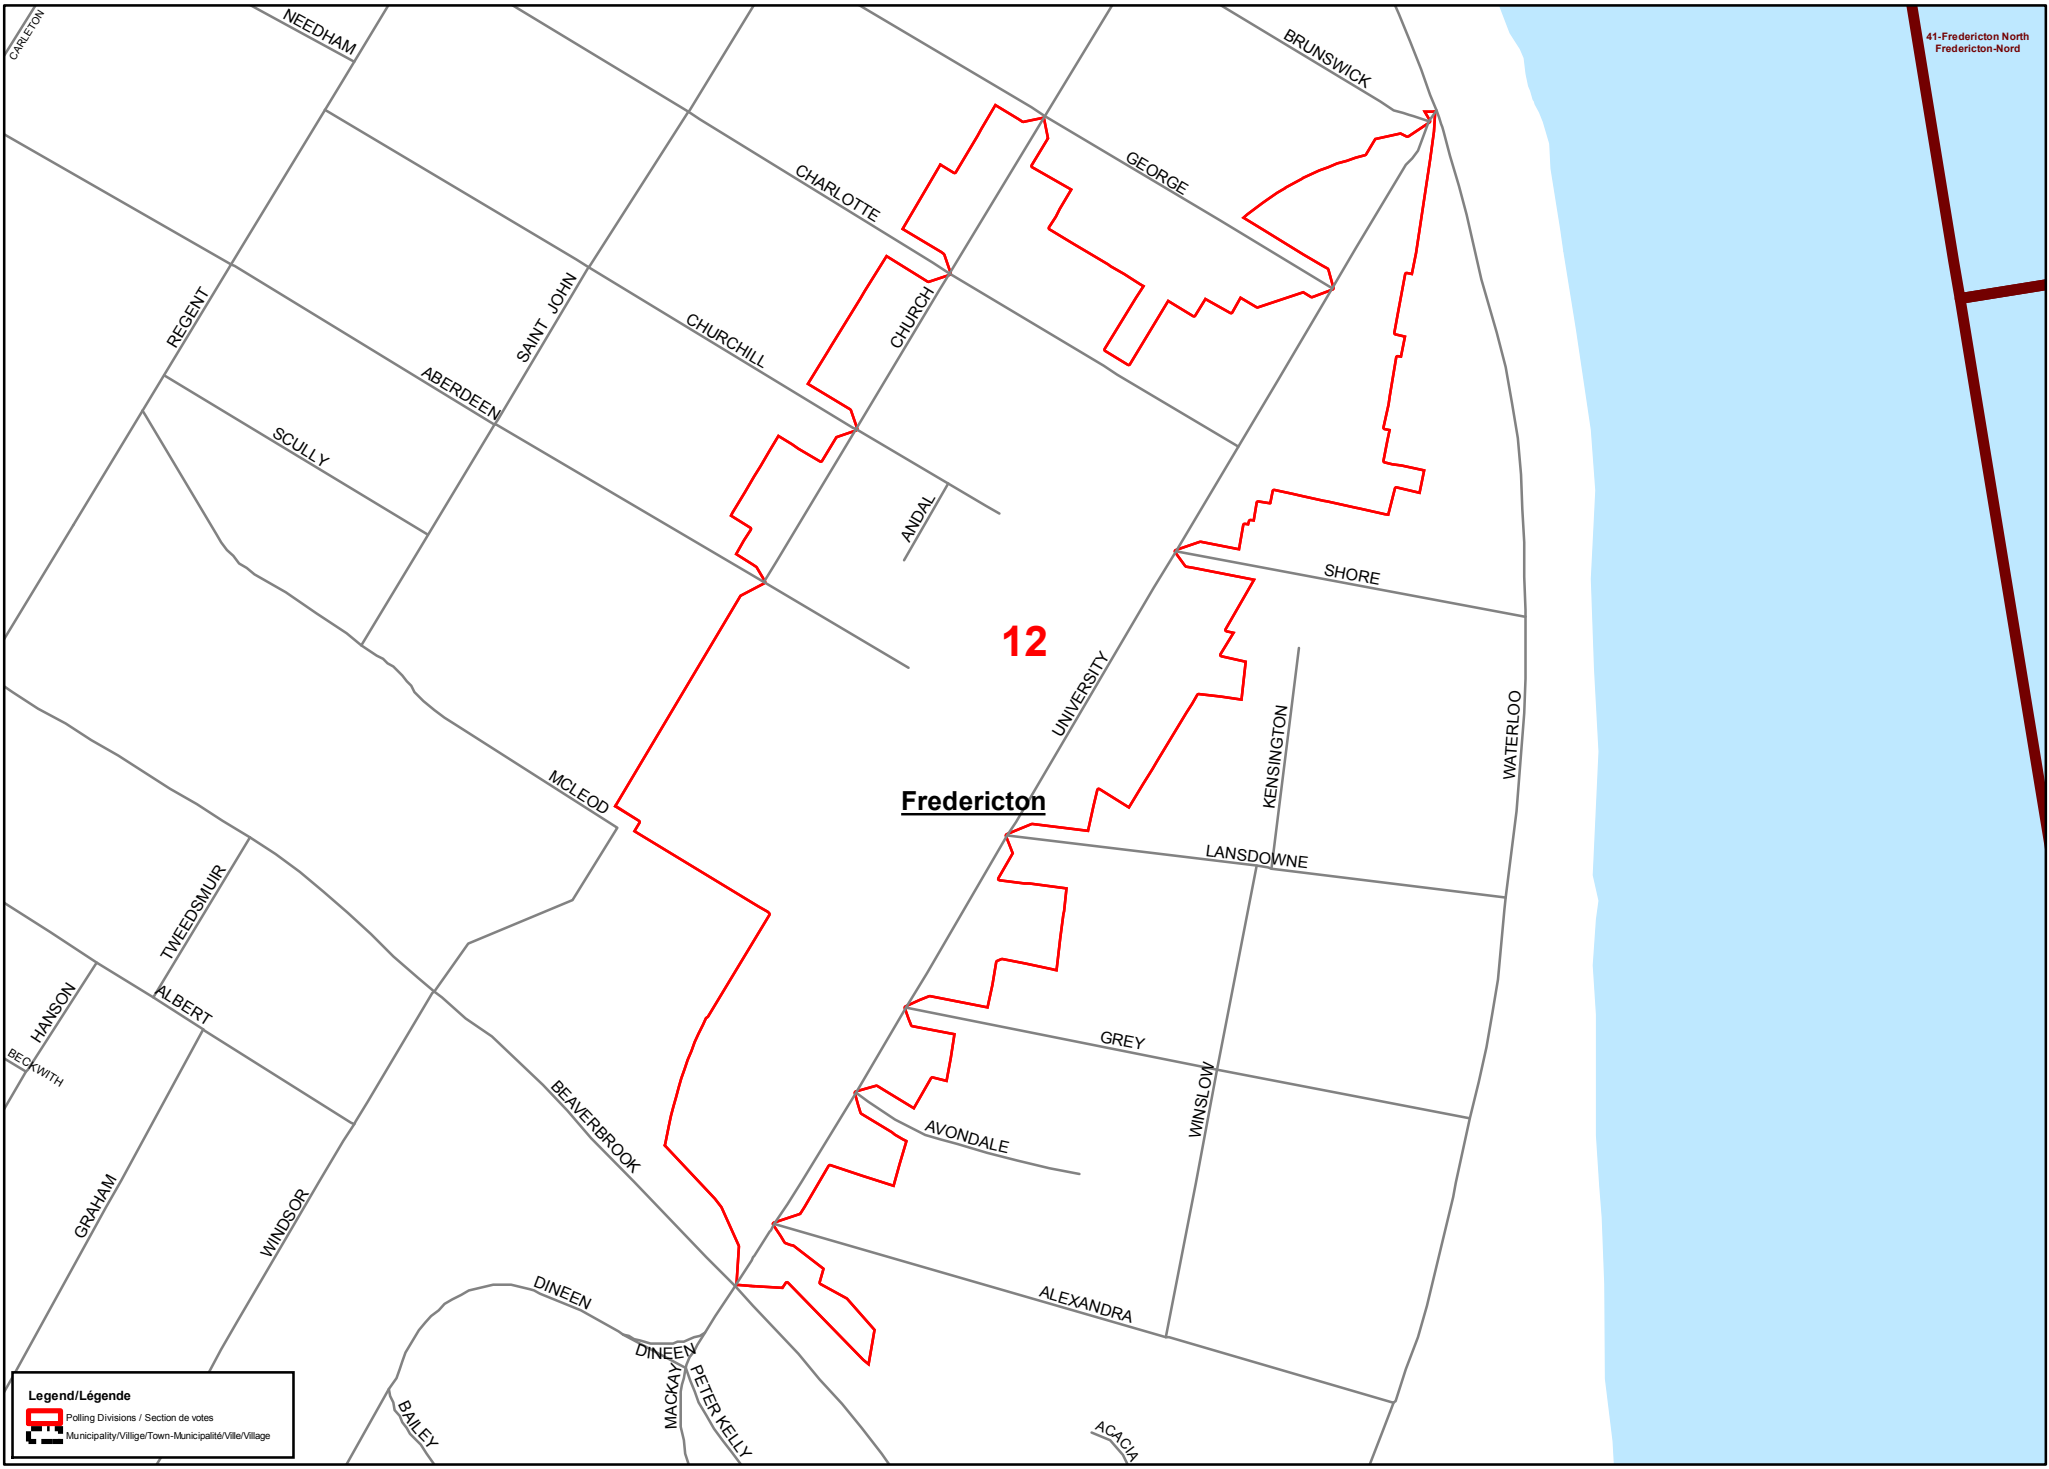 CARLETON
NEEDHAM
BRUNSWICK
41-Fredericton North
Fredericton-Nord
CHARLOTTE
GEORGE
REGENT
SAINT JOHN
CHURCH
CHURCHILL
ABERDEEN
SCULLY
ANDAL
SHORE
12
UNIVERSITY
KENSINGTON
WATERLOO
MCLEOD
Fredericton
LANSDOWNE
TWEEDSMUIR
HANSON
ALBERT
BECKWITH
GREY
WINSLOW
BEAVERBROOK
AVONDALE
GRAHAM
WINDSOR
DINEEN
ALEXANDRA
DINEEN
MACKAY
PETER KELLY
BAILEY
ACACIA
Legend/Légende
Polling Divisions / Section de votes
Municipality/Villige/Town-Municipalité/Ville/Village